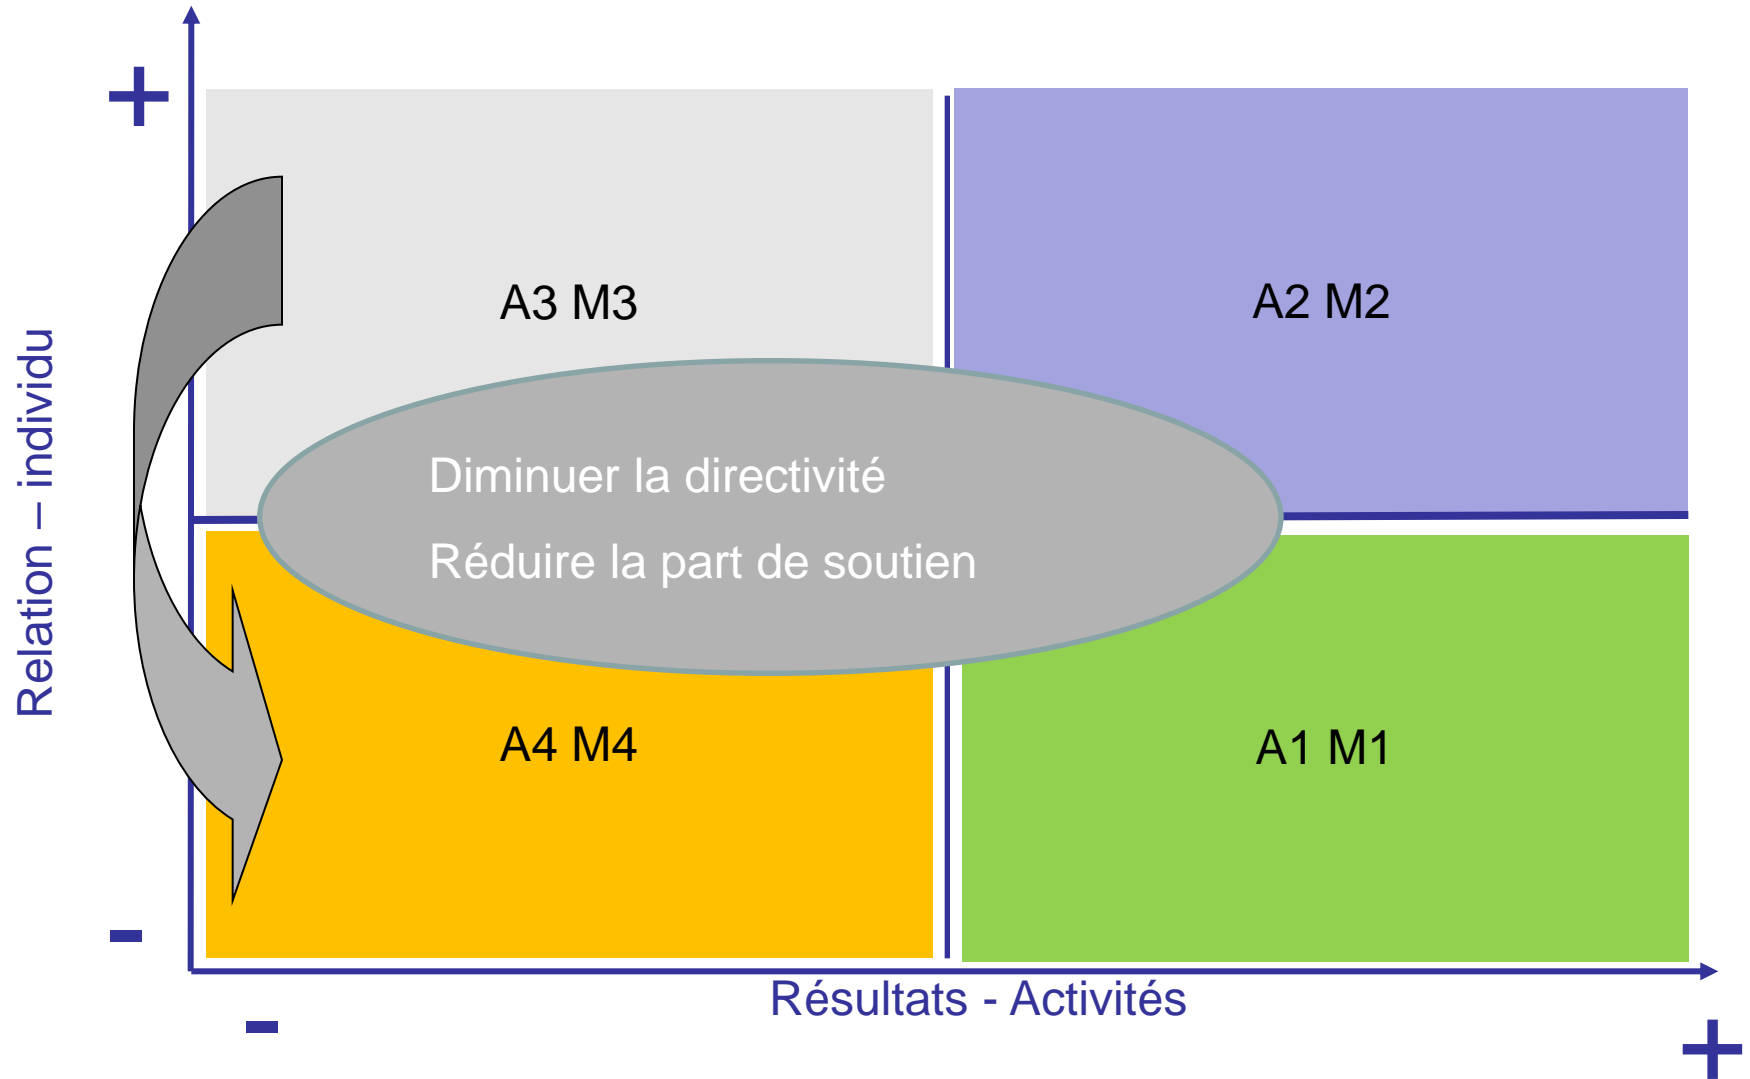 +
A3 M3
A2 M2
Relation – individu
Diminuer la directivité
Réduire la part de soutien
A4 M4
A1 M1
-
Résultats - Activités
-
+